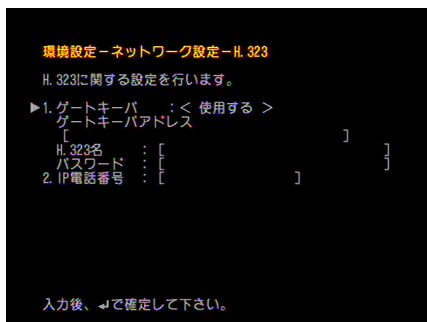 環境設定－ネットワーク設定－H.323
H.323に関する設定を行います。
▶1.ゲートキーパ :< 使用する >
ゲートキーパアドレス
[ ]
H.323名 : [ ]
パスワード : [ ]
2.IP電話番号 : [ ]
入力後、↲で確定して下さい。